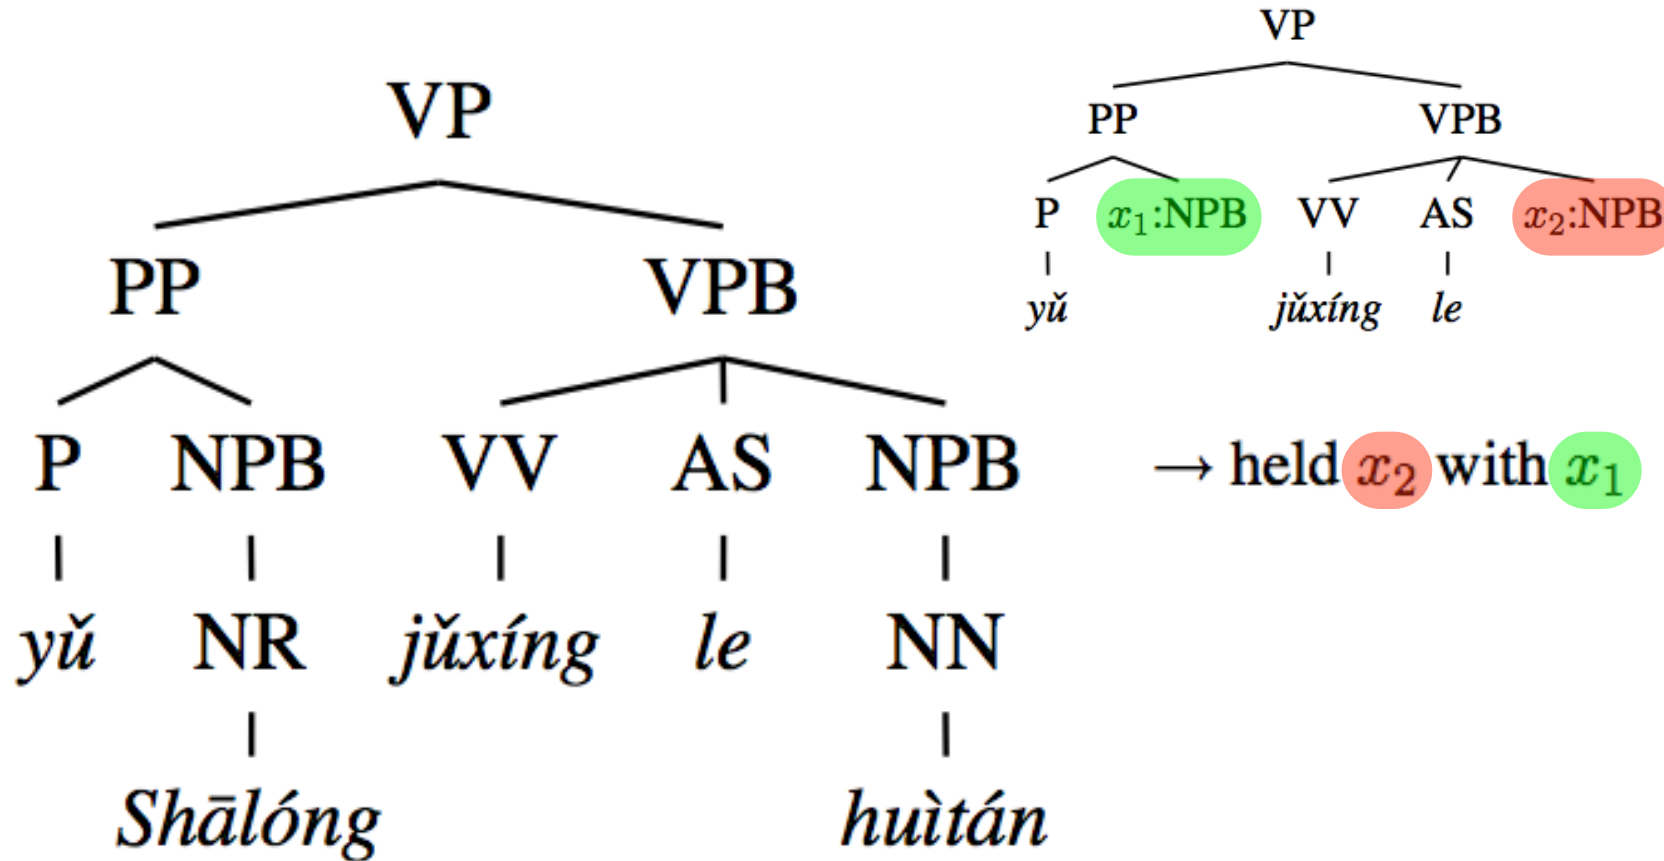 VP
PP VPB
P NPB VV AS NPB
yǔ NR jǔxíng le NN
Shālóng huìtán
VP
PP VPB
P x₁:NPB VV AS x₂:NPB
yǔ jǔxíng le
→ held x₂ with x₁